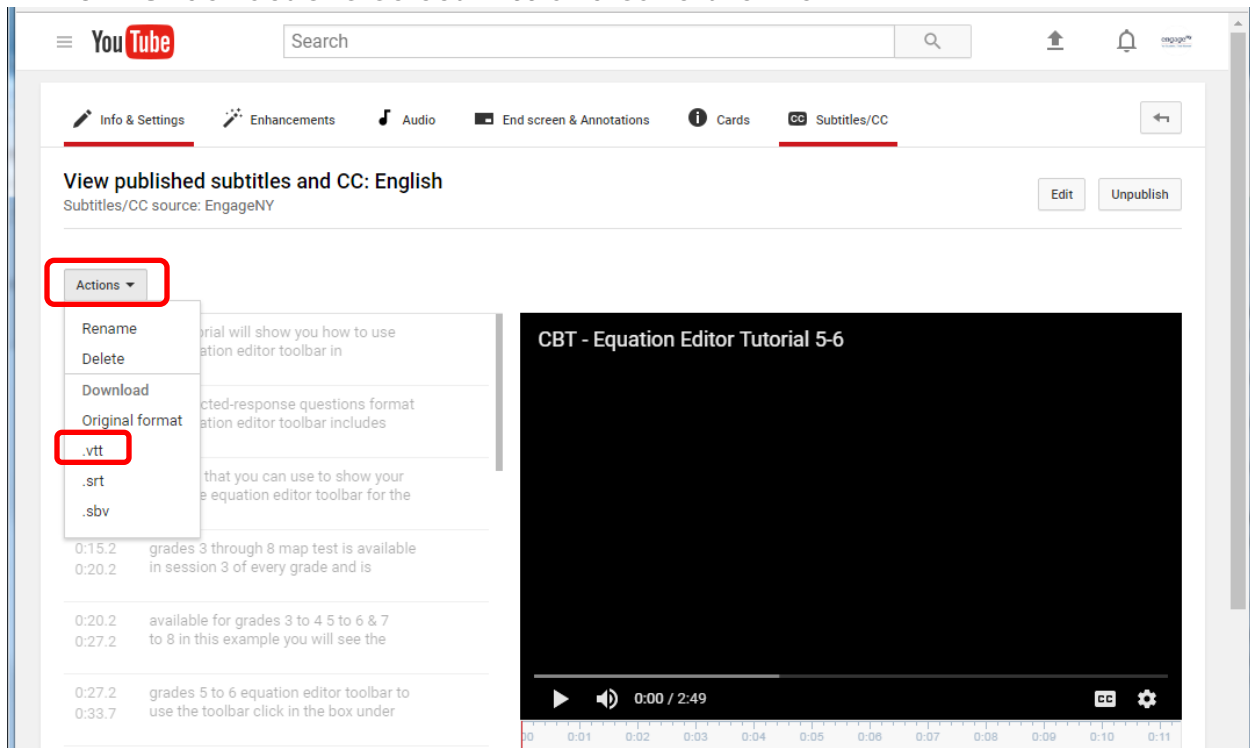 YouTube
Search
Info & Settings
Enhancements
Audio
End screen & Annotations
Cards
CC Subtitles/CC
View published subtitles and CC: English
Subtitles/CC source: EngageNY
Edit
Unpublish
Actions
Rename
Delete
Download
Original format
.vtt
.srt
.sbv
will show you how to use
editor toolbar in
questions format
editor toolbar includes
that you can use to show your
equation editor toolbar for the
0:15.2 grades 3 through 8 map test is available
0:20.2 in session 3 of every grade and is
0:20.2 available for grades 3 to 4 5 to 6 & 7
0:27.2 to 8 in this example you will see the
0:27.2 grades 5 to 6 equation editor toolbar to
0:33.7 use the toolbar click in the box under
CBT - Equation Editor Tutorial 5-6
0:00 / 2:49
CC
0:01 0:02 0:03 0:04 0:05 0:06 0:07 0:08 0:09 0:10 0:11